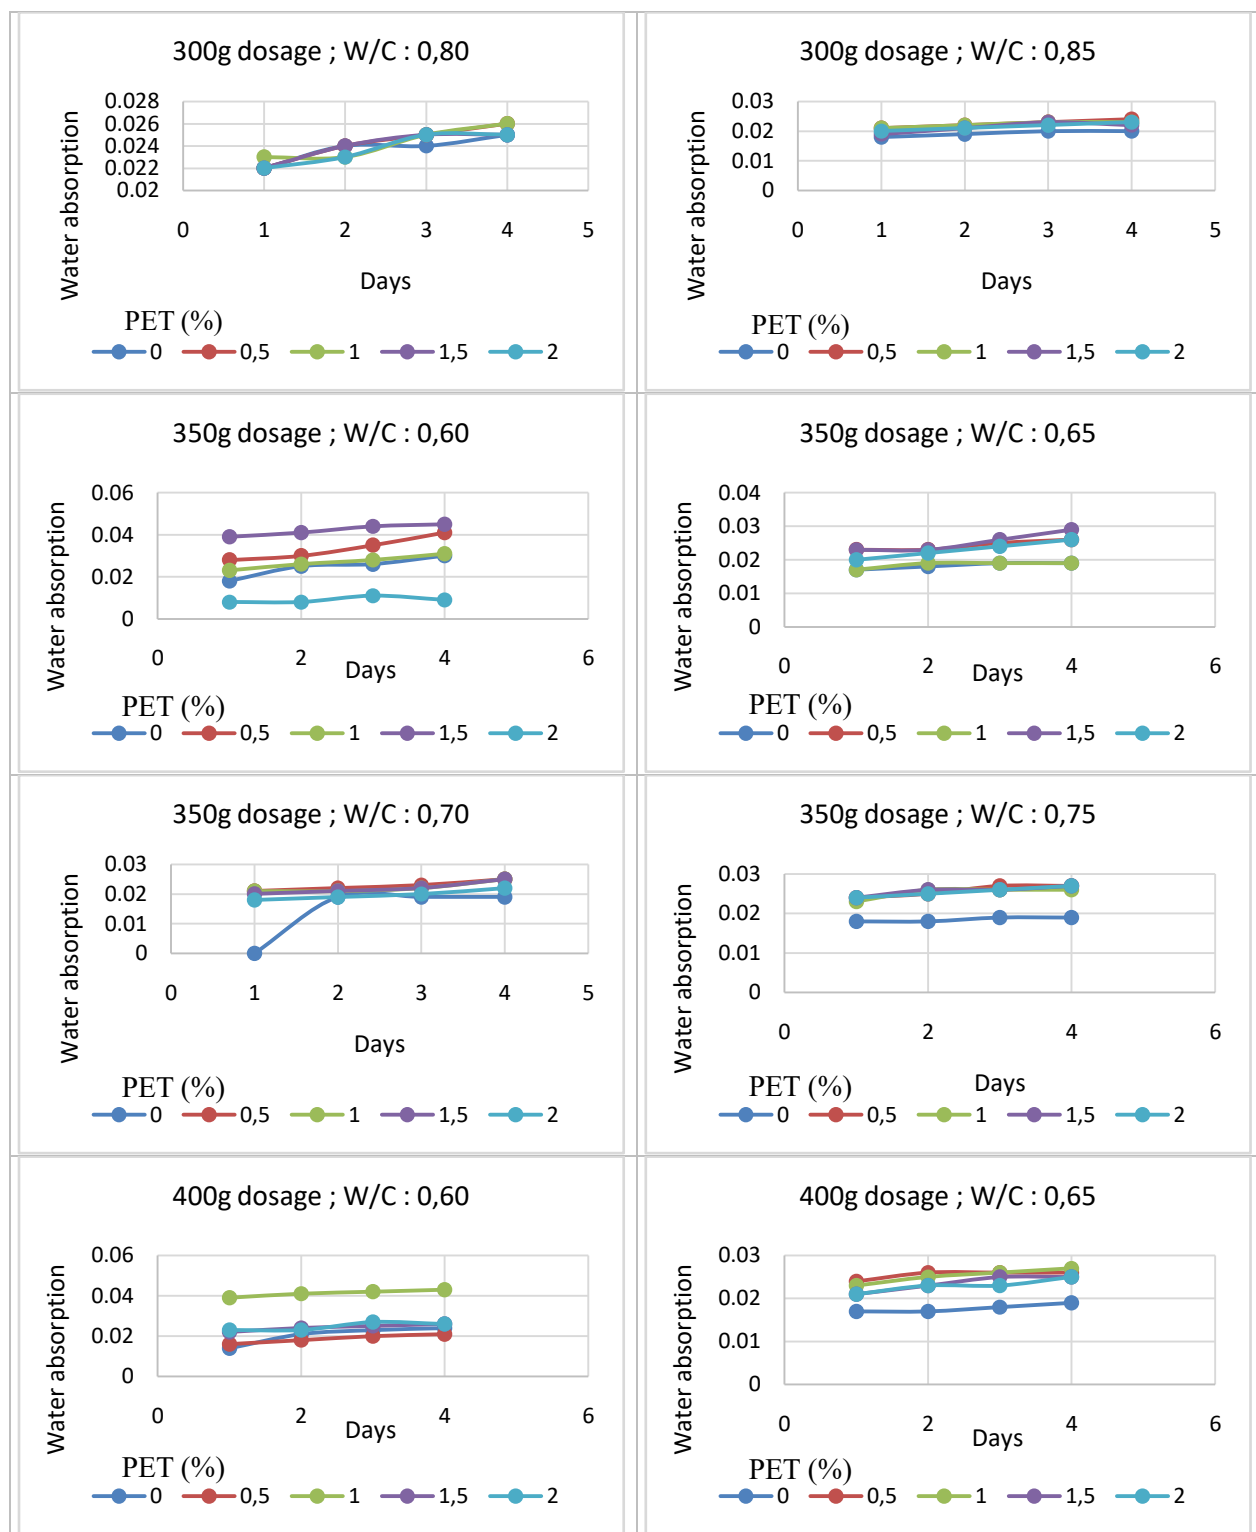 300g dosage ; W/C : 0,80
Water absorption
0.028
0.026
0.024
0.022
0.02
0 1 2 3 4 5
Days
PET (%)
0 0,5 1 1,5 2
300g dosage ; W/C : 0,85
Water absorption
0.03
0.02
0.01
0
0 1 2 3 4 5
Days
PET (%)
0 0,5 1 1,5 2
350g dosage ; W/C : 0,60
Water absorption
0.06
0.04
0.02
0
0 2 4 6
Days
PET (%)
0 0,5 1 1,5 2
350g dosage ; W/C : 0,65
Water absorption
0.04
0.03
0.02
0.01
0
0 2 4 6
Days
PET (%)
0 0,5 1 1,5 2
350g dosage ; W/C : 0,70
Water absorption
0.03
0.02
0.01
0
0 1 2 3 4 5
Days
PET (%)
0 0,5 1 1,5 2
350g dosage ; W/C : 0,75
Water absorption
0.03
0.02
0.01
0
0 2 4 6
Days
PET (%)
0 0,5 1 1,5 2
400g dosage ; W/C : 0,60
Water absorption
0.06
0.04
0.02
0
0 2 4 6
Days
PET (%)
0 0,5 1 1,5 2
400g dosage ; W/C : 0,65
Water absorption
0.03
0.02
0.01
0
0 2 4 6
Days
PET (%)
0 0,5 1 1,5 2